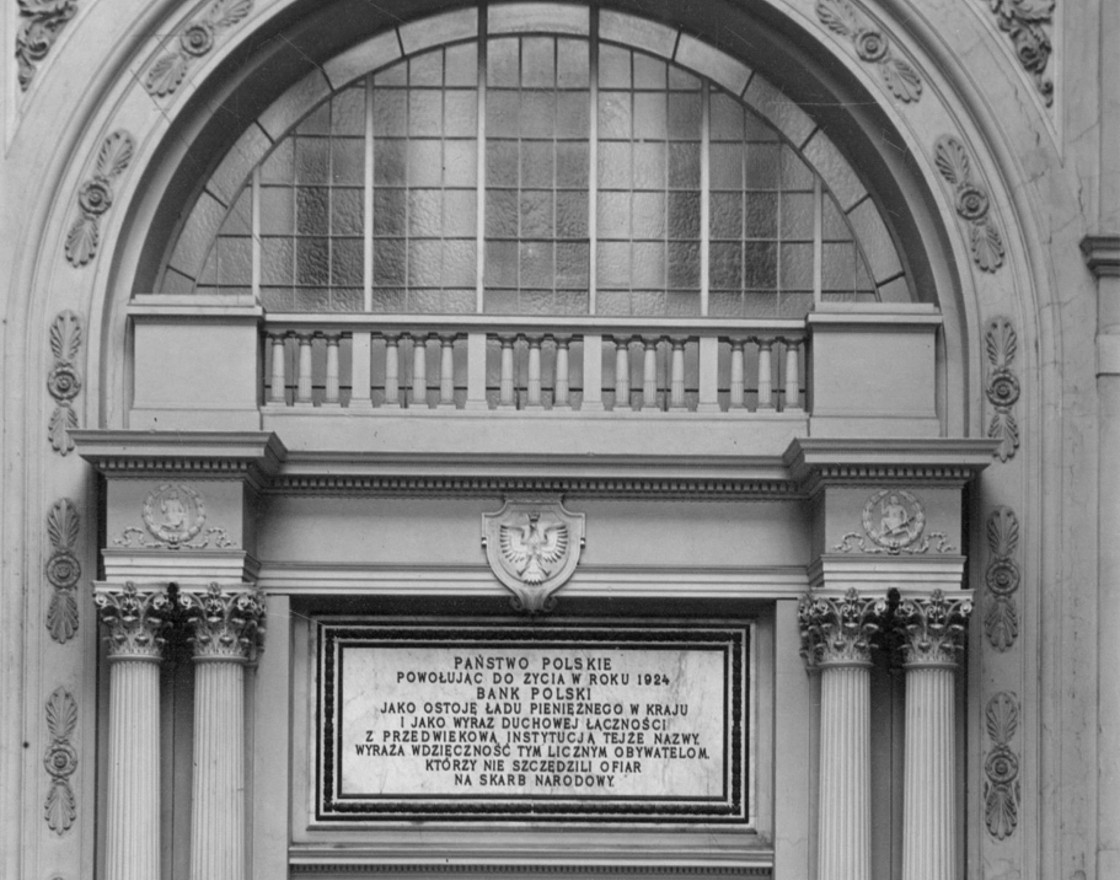 PAŃSTWO POLSKIE
POWOŁUJĄC DO ŻYCIA W ROKU 1924
BANK POLSKI
JAKO OSTOJĘ ŁADU PIENIĘŻNEGO W KRAJU
I JAKO WYRAZ DUCHOWEJ ŁĄCZNOŚCI
Z PRZEDWIEKOWĄ INSTYTUCJĄ TEJŻE NAZWY,
WYRAŻA WDZIĘCZNOŚĆ TYM LICZNYM OBYWATELOM,
KTÓRZY NIE SZCZĘDZILI OFIAR
NA SKARB NARODOWY.